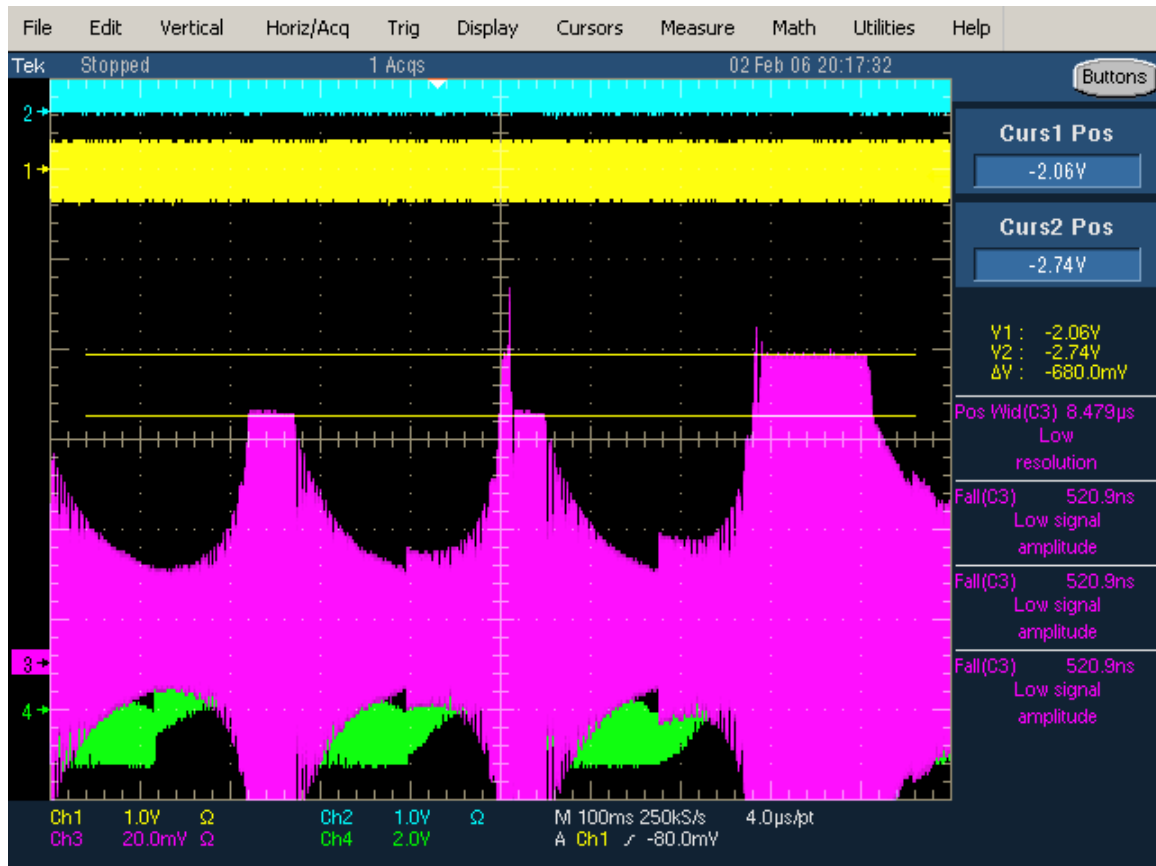 File Edit Vertical Horiz/Acq Trig Display Cursors Measure Math Utilities Help
Tek Stopped 1 Acqs 02 Feb 06 20:17:32
Buttons
2
Curs1 Pos
1
-2.06V
Curs2 Pos
-2.74V
V1 : -2.06V
V2 : -2.74V
ΔV : -680.0mV
Pos Wid(C3) 8.479µs
Low
resolution
Fall(C3) 520.9ns
Low signal
amplitude
Fall(C3) 520.9ns
Low signal
amplitude
3
Fall(C3) 520.9ns
Low signal
amplitude
4
Ch1 1.0V Ω Ch2 1.0V Ω M 100ms 250kS/s 4.0µs/pt
Ch3 20.0mV Ω Ch4 2.0V A Ch1 -80.0mV